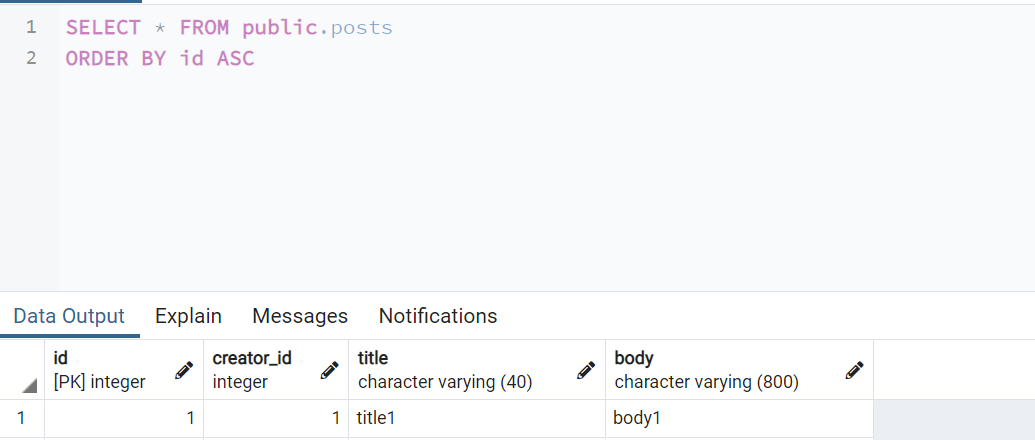 1 SELECT * FROM public.posts
2 ORDER BY id ASC
Data Output Explain Messages Notifications
id creator_id title body
[PK] integer integer character varying (40) character varying (800)
1 1 1 title1 body1